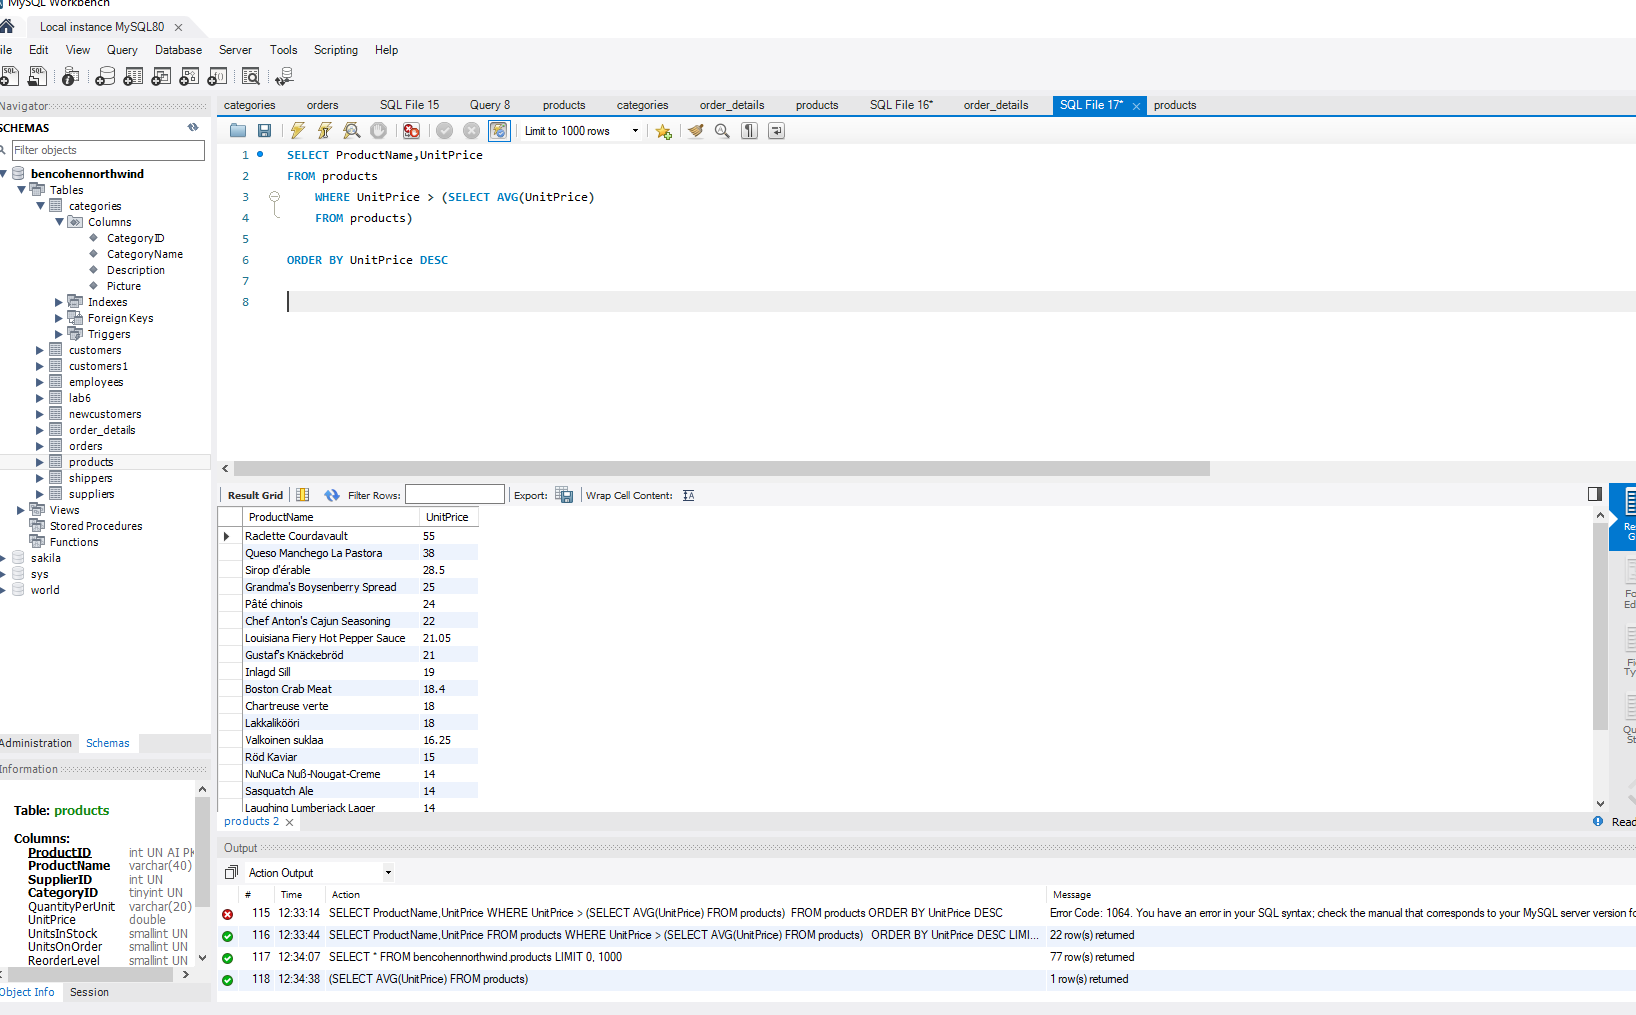 MySQL Workbench
Local instance MySQL80
Edit View Query Database Server Tools Scripting Help
Navigator
SCHEMAS
Filter objects
bencohennorthwind
Tables
categories
Columns
CategoryID
CategoryName
Description
Picture
Indexes
Foreign Keys
Triggers
customers
customers1
employees
lab6
newcustomers
order_details
orders
products
shippers
suppliers
Views
Stored Procedures
Functions
sakila
sys
world
Administration Schemas
Information
Table: products
Columns:
ProductID int UN AI PK
ProductName varchar(40)
SupplierID int UN
CategoryID tinyint UN
QuantityPerUnit varchar(20)
UnitPrice double
UnitsInStock smallint UN
UnitsOnOrder smallint UN
ReorderLevel smallint UN
Object Info Session
categories orders SQL File 15 Query 8 products categories order_details products SQL File 16* order_details SQL File 17* products
Limit to 1000 rows
1 SELECT ProductName,UnitPrice
2 FROM products
3 WHERE UnitPrice > (SELECT AVG(UnitPrice)
4 FROM products)
5
6 ORDER BY UnitPrice DESC
7
8
Result Grid Filter Rows: Export: Wrap Cell Content:
ProductName UnitPrice
Raclette Courdavault 55
Queso Manchego La Pastora 38
Sirop d'érable 28.5
Grandma's Boysenberry Spread 25
Pâté chinois 24
Chef Anton's Cajun Seasoning 22
Louisiana Fiery Hot Pepper Sauce 21.05
Gustaf's Knäckebröd 21
Inlagd Sill 19
Boston Crab Meat 18.4
Chartreuse verte 18
Lakkalikööri 18
Valkoinen suklaa 16.25
Röd Kaviar 15
NuNuCa Nuß-Nougat-Creme 14
Sasquatch Ale 14
Laughing Lumberjack Lager 14
products 2
Output
Action Output
# Time Action Message
115 12:33:14 SELECT ProductName,UnitPrice WHERE UnitPrice > (SELECT AVG(UnitPrice) FROM products) FROM products ORDER BY UnitPrice DESC Error Code: 1064. You have an error in your SQL syntax; check the manual that corresponds to your MySQL server version fo
116 12:33:44 SELECT ProductName,UnitPrice FROM products WHERE UnitPrice > (SELECT AVG(UnitPrice) FROM products) ORDER BY UnitPrice DESC LIMI... 22 row(s) returned
117 12:34:07 SELECT * FROM bencohennorthwind.products LIMIT 0, 1000 77 row(s) returned
118 12:34:38 (SELECT AVG(UnitPrice) FROM products) 1 row(s) returned